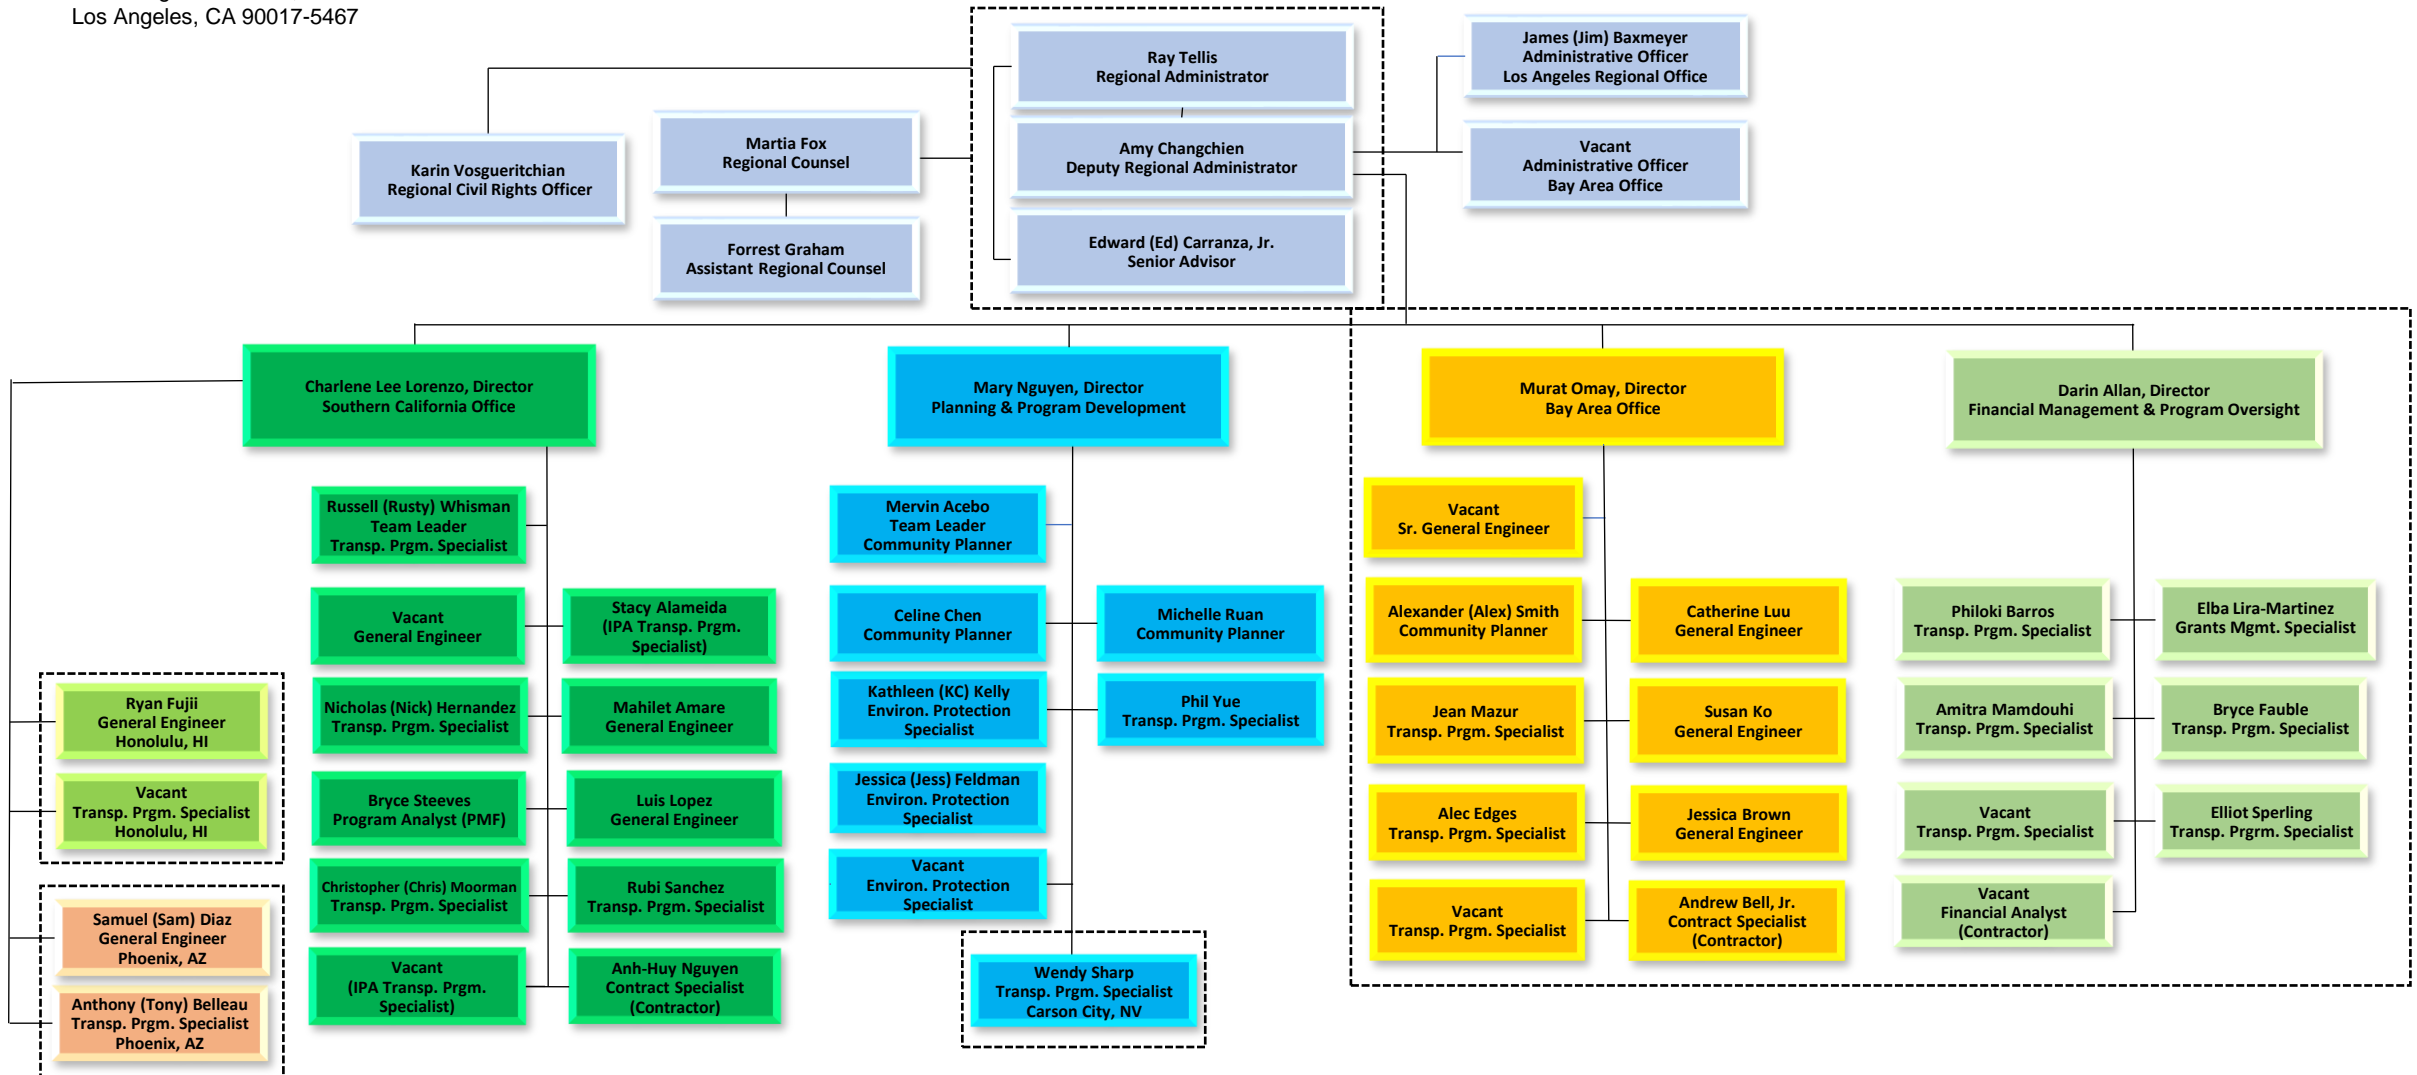 Los Angeles, CA 90017-5467
Ray Tellis
Regional Administrator
James (Jim) Baxmeyer
Administrative Officer
Los Angeles Regional Office
Karin Vosgueritchian
Regional Civil Rights Officer
Martia Fox
Regional Counsel
Amy Changchien
Deputy Regional Administrator
Vacant
Administrative Officer
Bay Area Office
Forrest Graham
Assistant Regional Counsel
Edward (Ed) Carranza, Jr.
Senior Advisor
Charlene Lee Lorenzo, Director
Southern California Office
Mary Nguyen, Director
Planning & Program Development
Murat Omay, Director
Bay Area Office
Darin Allan, Director
Financial Management & Program Oversight
Russell (Rusty) Whisman
Team Leader
Transp. Prgm. Specialist
Vacant
General Engineer
Stacy Alameida
(IPA Transp. Prgm.
Specialist)
Nicholas (Nick) Hernandez
Transp. Prgm. Specialist
Mahilet Amare
General Engineer
Bryce Steeves
Program Analyst (PMF)
Luis Lopez
General Engineer
Christopher (Chris) Moorman
Transp. Prgm. Specialist
Rubi Sanchez
Transp. Prgm. Specialist
Vacant
(IPA Transp. Prgm.
Specialist)
Anh-Huy Nguyen
Contract Specialist
(Contractor)
Ryan Fujii
General Engineer
Honolulu, HI
Vacant
Transp. Prgm. Specialist
Honolulu, HI
Samuel (Sam) Diaz
General Engineer
Phoenix, AZ
Anthony (Tony) Belleau
Transp. Prgm. Specialist
Phoenix, AZ
Mervin Acebo
Team Leader
Community Planner
Celine Chen
Community Planner
Michelle Ruan
Community Planner
Kathleen (KC) Kelly
Environ. Protection
Specialist
Phil Yue
Transp. Prgm. Specialist
Jessica (Jess) Feldman
Environ. Protection
Specialist
Vacant
Environ. Protection
Specialist
Wendy Sharp
Transp. Prgm. Specialist
Carson City, NV
Vacant
Sr. General Engineer
Alexander (Alex) Smith
Community Planner
Catherine Luu
General Engineer
Jean Mazur
Transp. Prgm. Specialist
Susan Ko
General Engineer
Alec Edges
Transp. Prgm. Specialist
Jessica Brown
General Engineer
Vacant
Transp. Prgm. Specialist
Andrew Bell, Jr.
Contract Specialist
(Contractor)
Philoki Barros
Transp. Prgm. Specialist
Elba Lira-Martinez
Grants Mgmt. Specialist
Amitra Mamdouhi
Transp. Prgm. Specialist
Bryce Fauble
Transp. Prgm. Specialist
Vacant
Transp. Prgm. Specialist
Elliot Sperling
Transp. Prgrm. Specialist
Vacant
Financial Analyst
(Contractor)